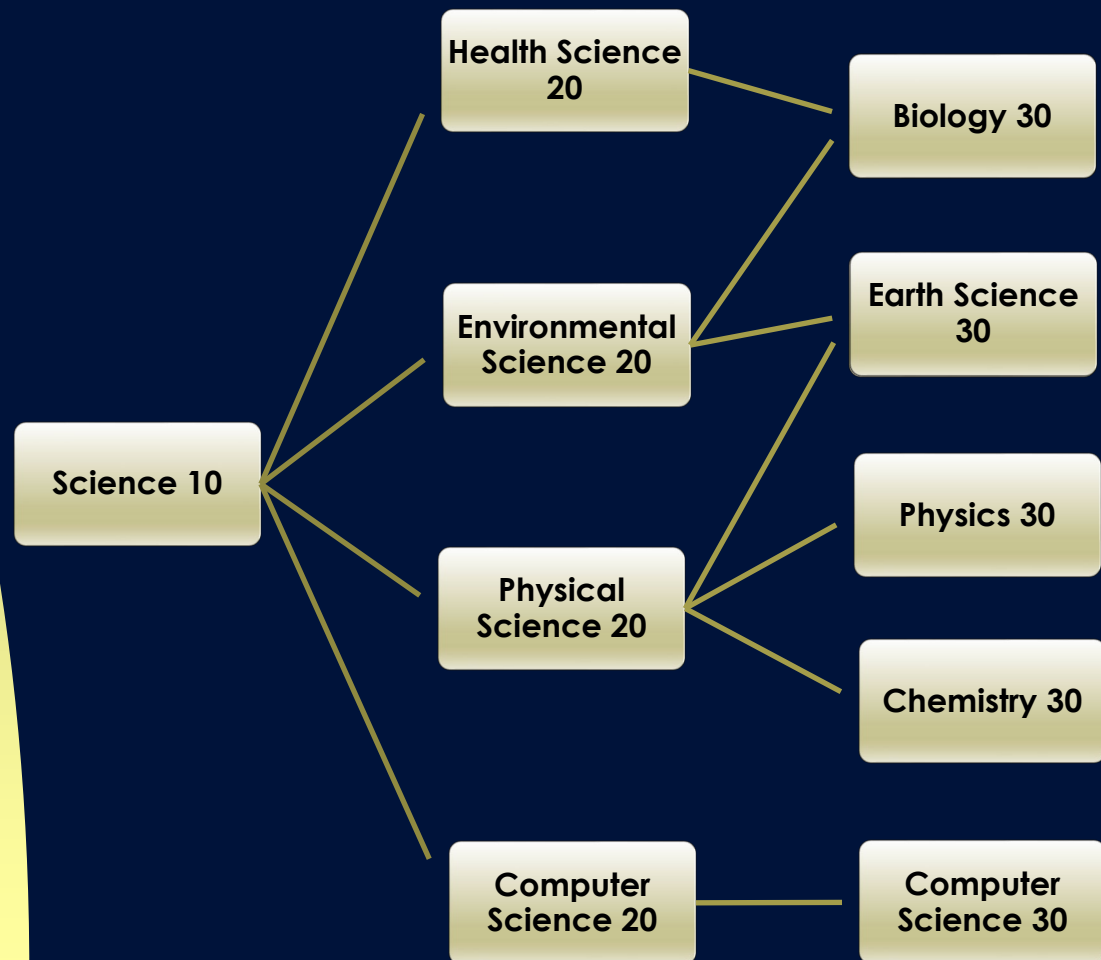 Health Science
20
Biology 30
Earth Science
30
Environmental
Science 20
Science 10
Physics 30
Physical
Science 20
Chemistry 30
Computer
Science 20
Computer
Science 30